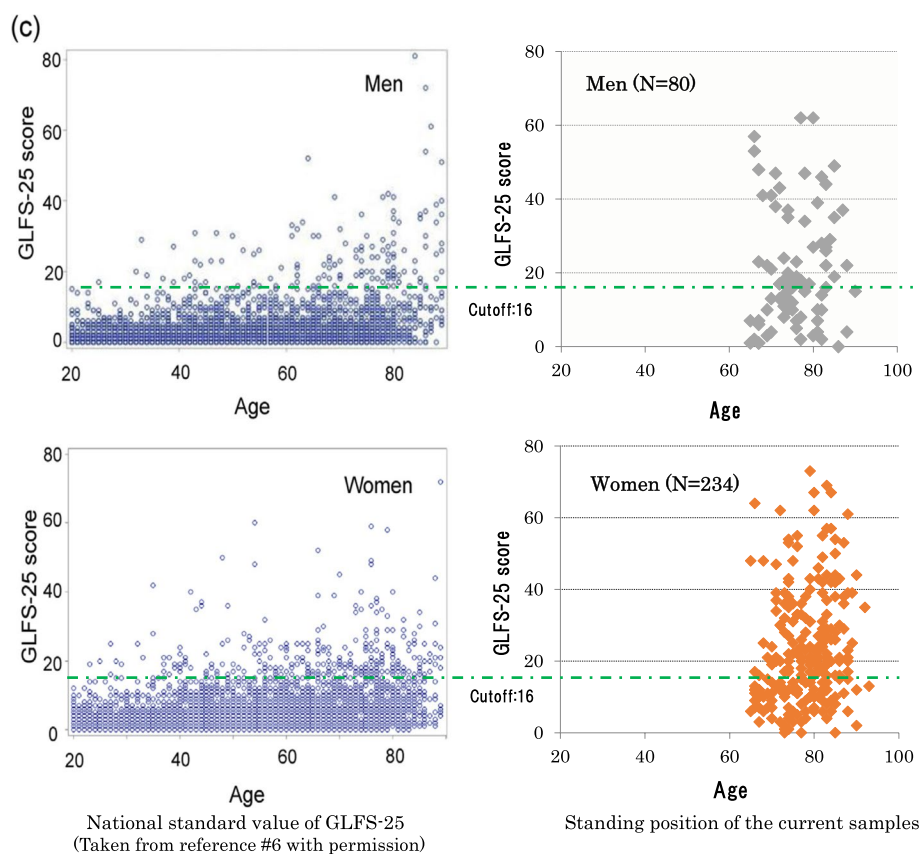 (c)
Men
GLFS-25 score
80
60
40
20
0
20 40 60 80
Age
Men (N=80)
GLFS-25 score
80
60
40
20
0
20 40 60 80 100
Age
Cutoff:16
Women
GLFS-25 score
80
60
40
20
0
20 40 60 80
Age
Women (N=234)
GLFS-25 score
80
60
40
20
0
20 40 60 80 100
Age
Cutoff:16
National standard value of GLFS-25
(Taken from reference #6 with permission)
Standing position of the current samples